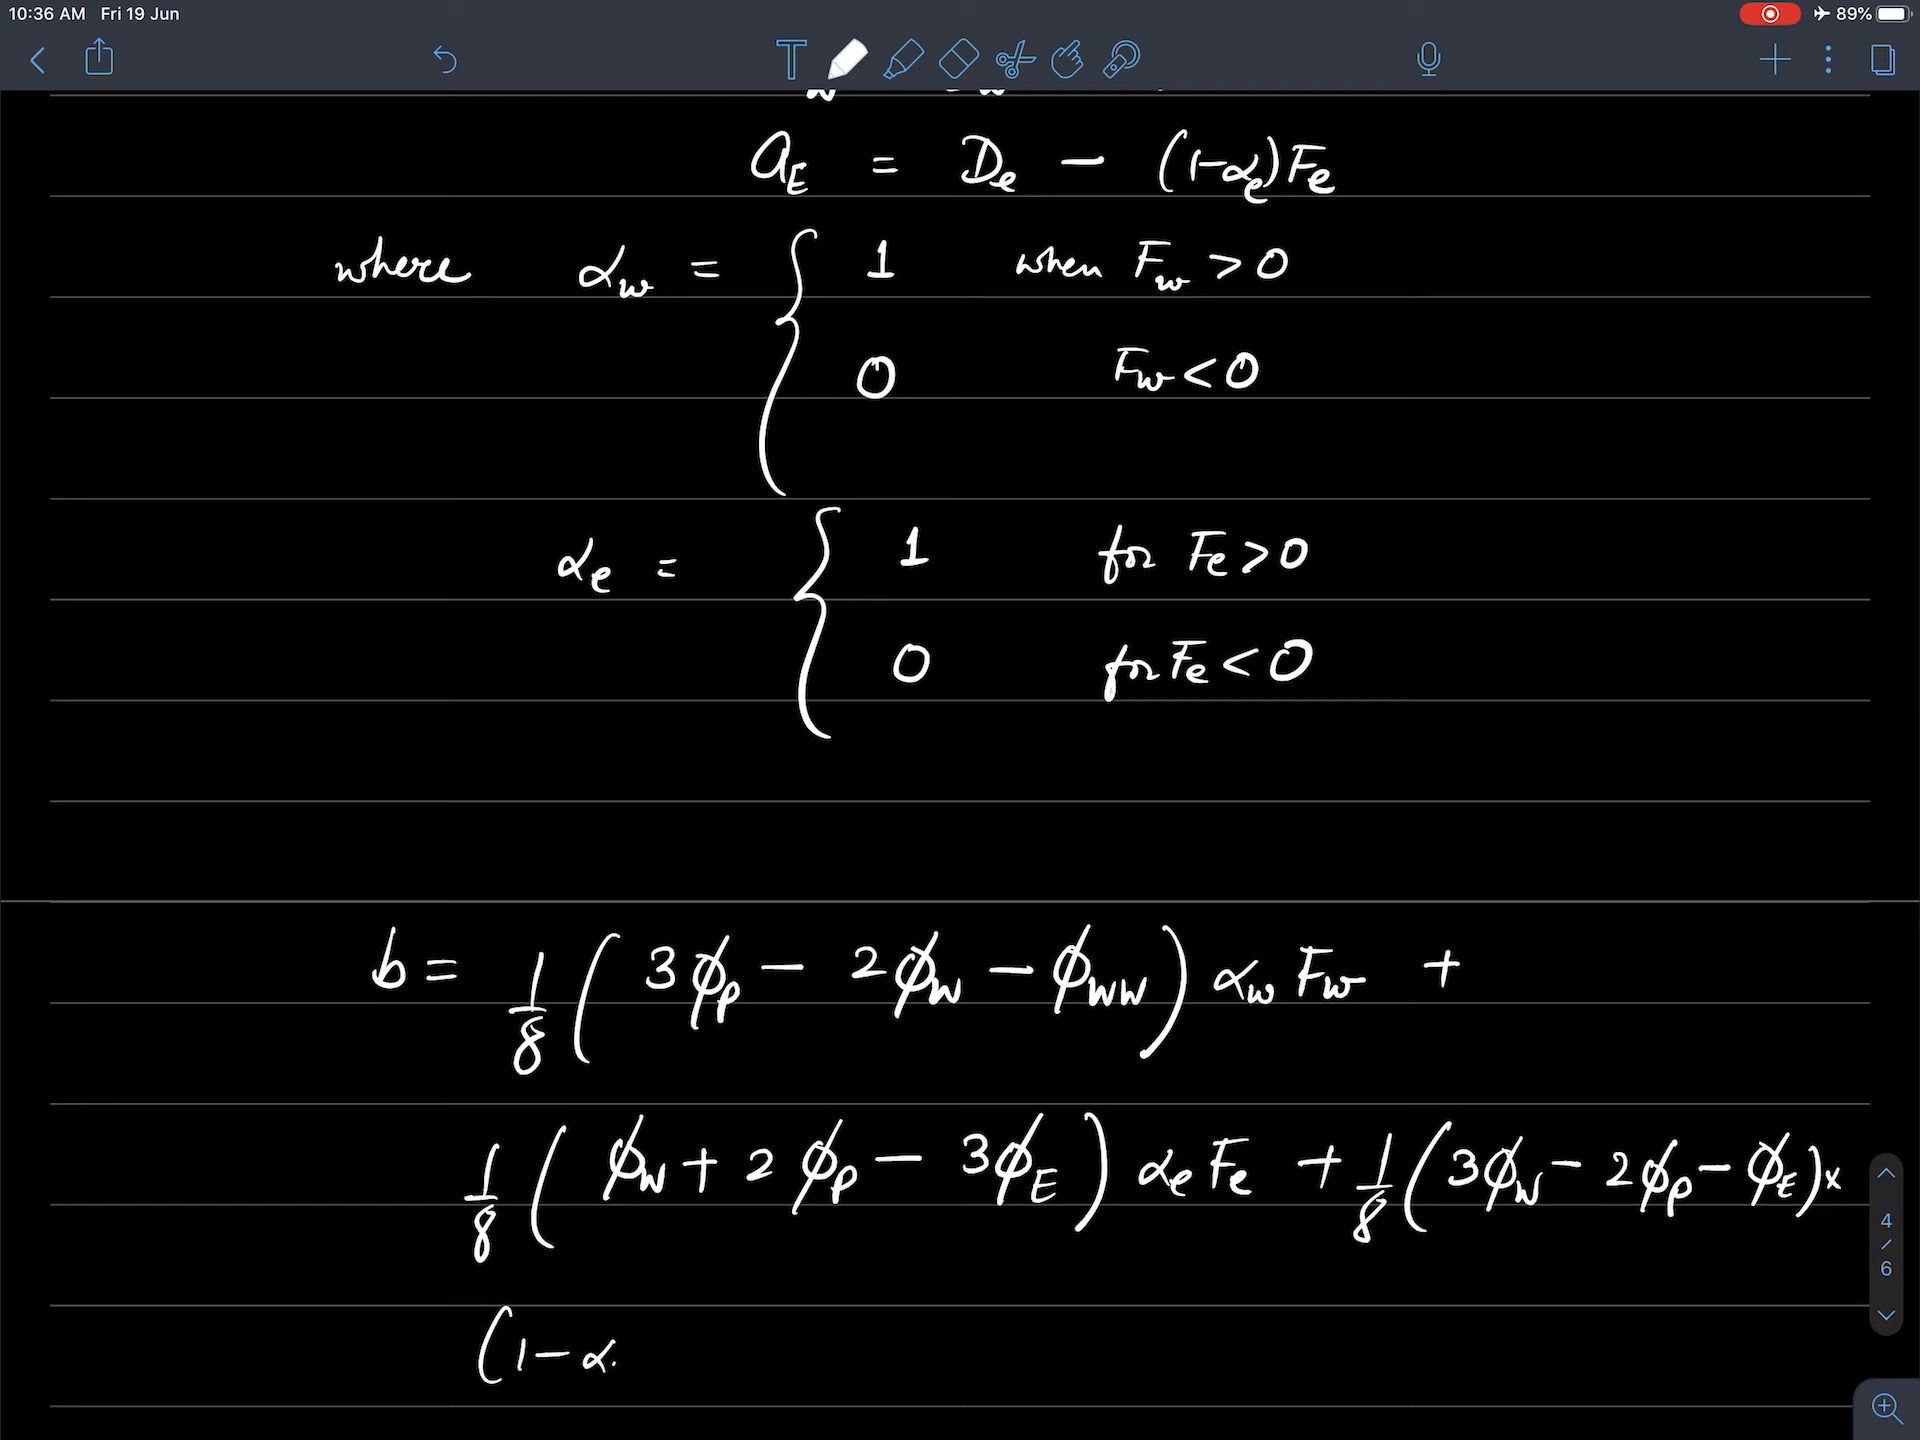 10:36 AM Fri 19 Jun 89%
a_E = D_e - (1-α_e)F_e
where α_w = { 1 when F_w > 0
0 F_w < 0
α_e = { 1 for F_e > 0
0 for F_e < 0
b = 1/8 ( 3ϕ_P - 2ϕ_W - ϕ_WW ) α_w F_w +
1/8 ( ϕ_W + 2ϕ_P - 3ϕ_E ) α_e F_e + 1/8 ( 3ϕ_W - 2ϕ_P - ϕ_E ) ×
(1 - α
4 / 6